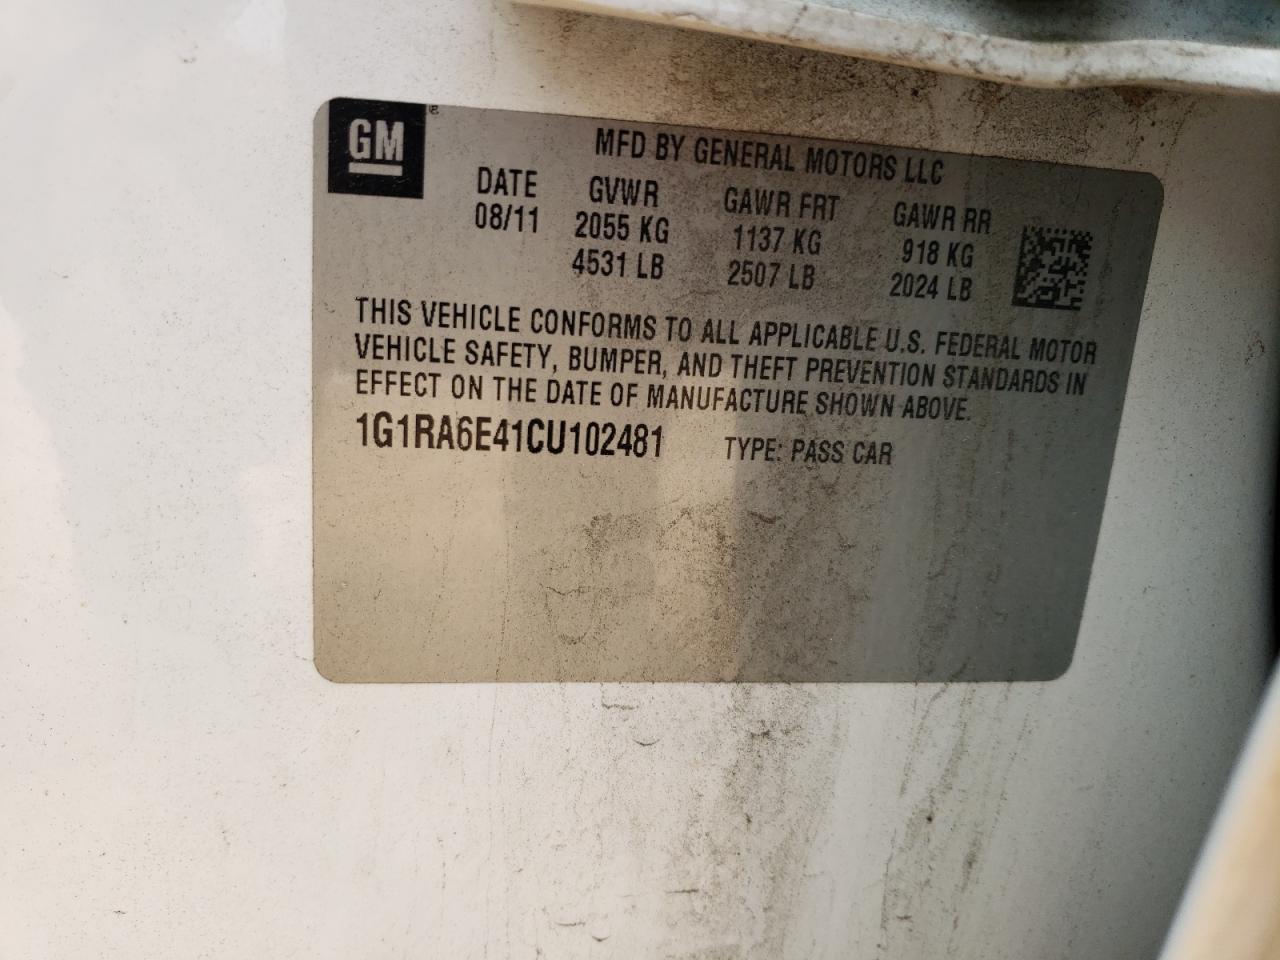 GM
MFD BY GENERAL MOTORS LLC
DATE GVWR GAWR FRT GAWR RR
08/11 2055 KG 1137 KG 918 KG
4531 LB 2507 LB 2024 LB
THIS VEHICLE CONFORMS TO ALL APPLICABLE U.S. FEDERAL MOTOR
VEHICLE SAFETY, BUMPER, AND THEFT PREVENTION STANDARDS IN
EFFECT ON THE DATE OF MANUFACTURE SHOWN ABOVE.
1G1RA6E41CU102481 TYPE: PASS CAR